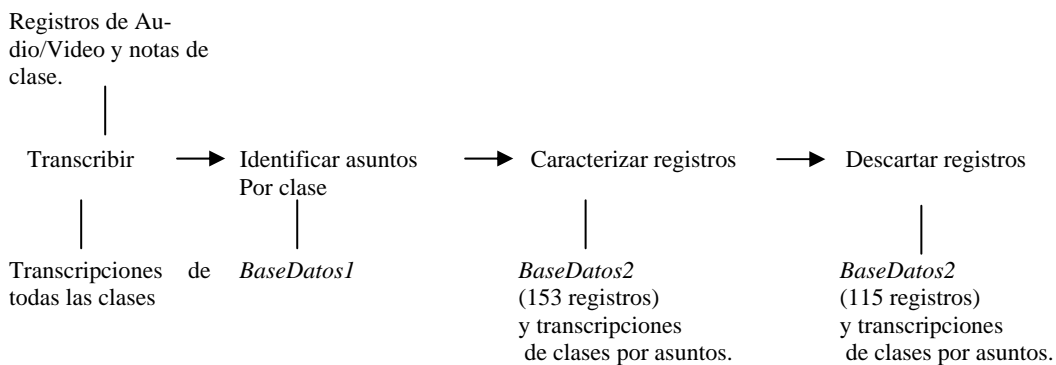 Registros de Au-
dio/Video y notas de
clase.
Transcribir
Identificar asuntos
Por clase
Caracterizar registros
Descartar registros
Transcripciones de
todas las clases
BaseDatos1
BaseDatos2
(153 registros)
y transcripciones
de clases por asuntos.
BaseDatos2
(115 registros)
y transcripciones
de clases por asuntos.